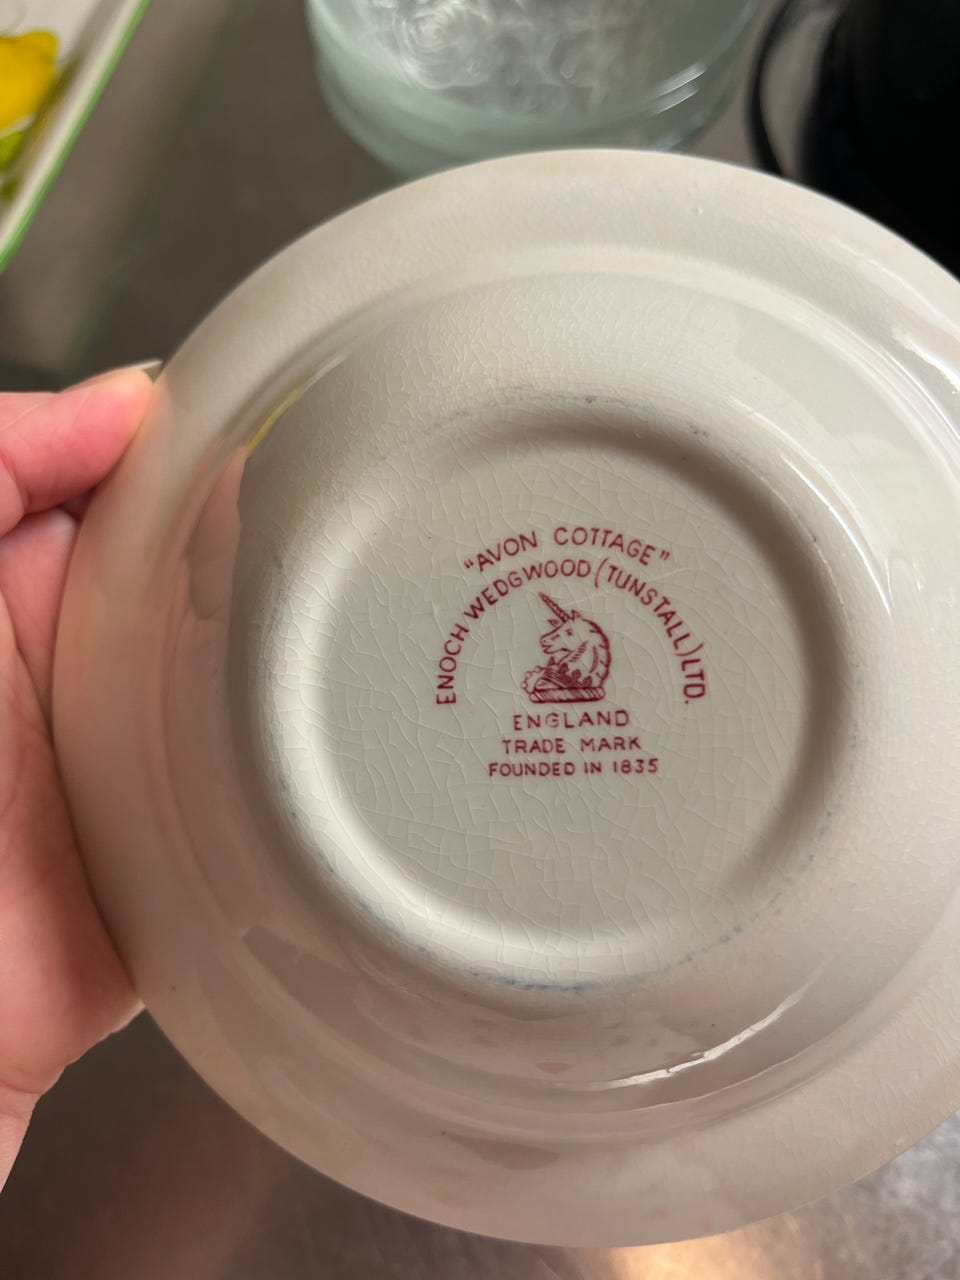 "AVON COTTAGE"
ENOCH WEDGWOOD (TUNSTALL) LTD.
ENGLAND
TRADE MARK
FOUNDED IN 1835